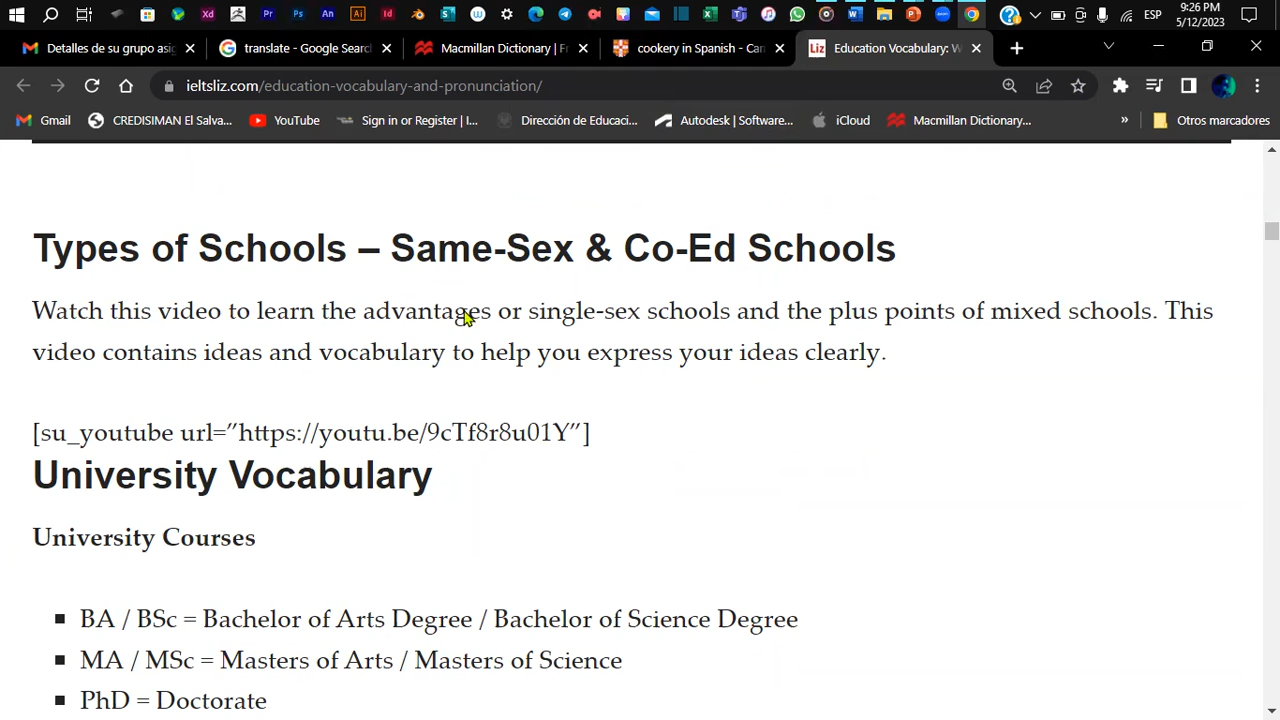 9:26 PM
ESP
5/12/2023
Detalles de su grupo asi
translate - Google Search
Macmillan Dictionary | F
cookery in Spanish - Can
Education Vocabulary: W
ieltsliz.com/education-vocabulary-and-pronunciation/
Gmail
CREDISIMAN El Salva...
YouTube
Sign in or Register | I...
Dirección de Educaci...
Autodesk | Software...
iCloud
Macmillan Dictionary...
Otros marcadores
Types of Schools – Same-Sex & Co-Ed Schools
Watch this video to learn the advantages or single-sex schools and the plus points of mixed schools. This
video contains ideas and vocabulary to help you express your ideas clearly.
[su_youtube url=”https://youtu.be/9cTf8r8u01Y”]
University Vocabulary
University Courses
BA / BSc = Bachelor of Arts Degree / Bachelor of Science Degree
MA / MSc = Masters of Arts / Masters of Science
PhD = Doctorate